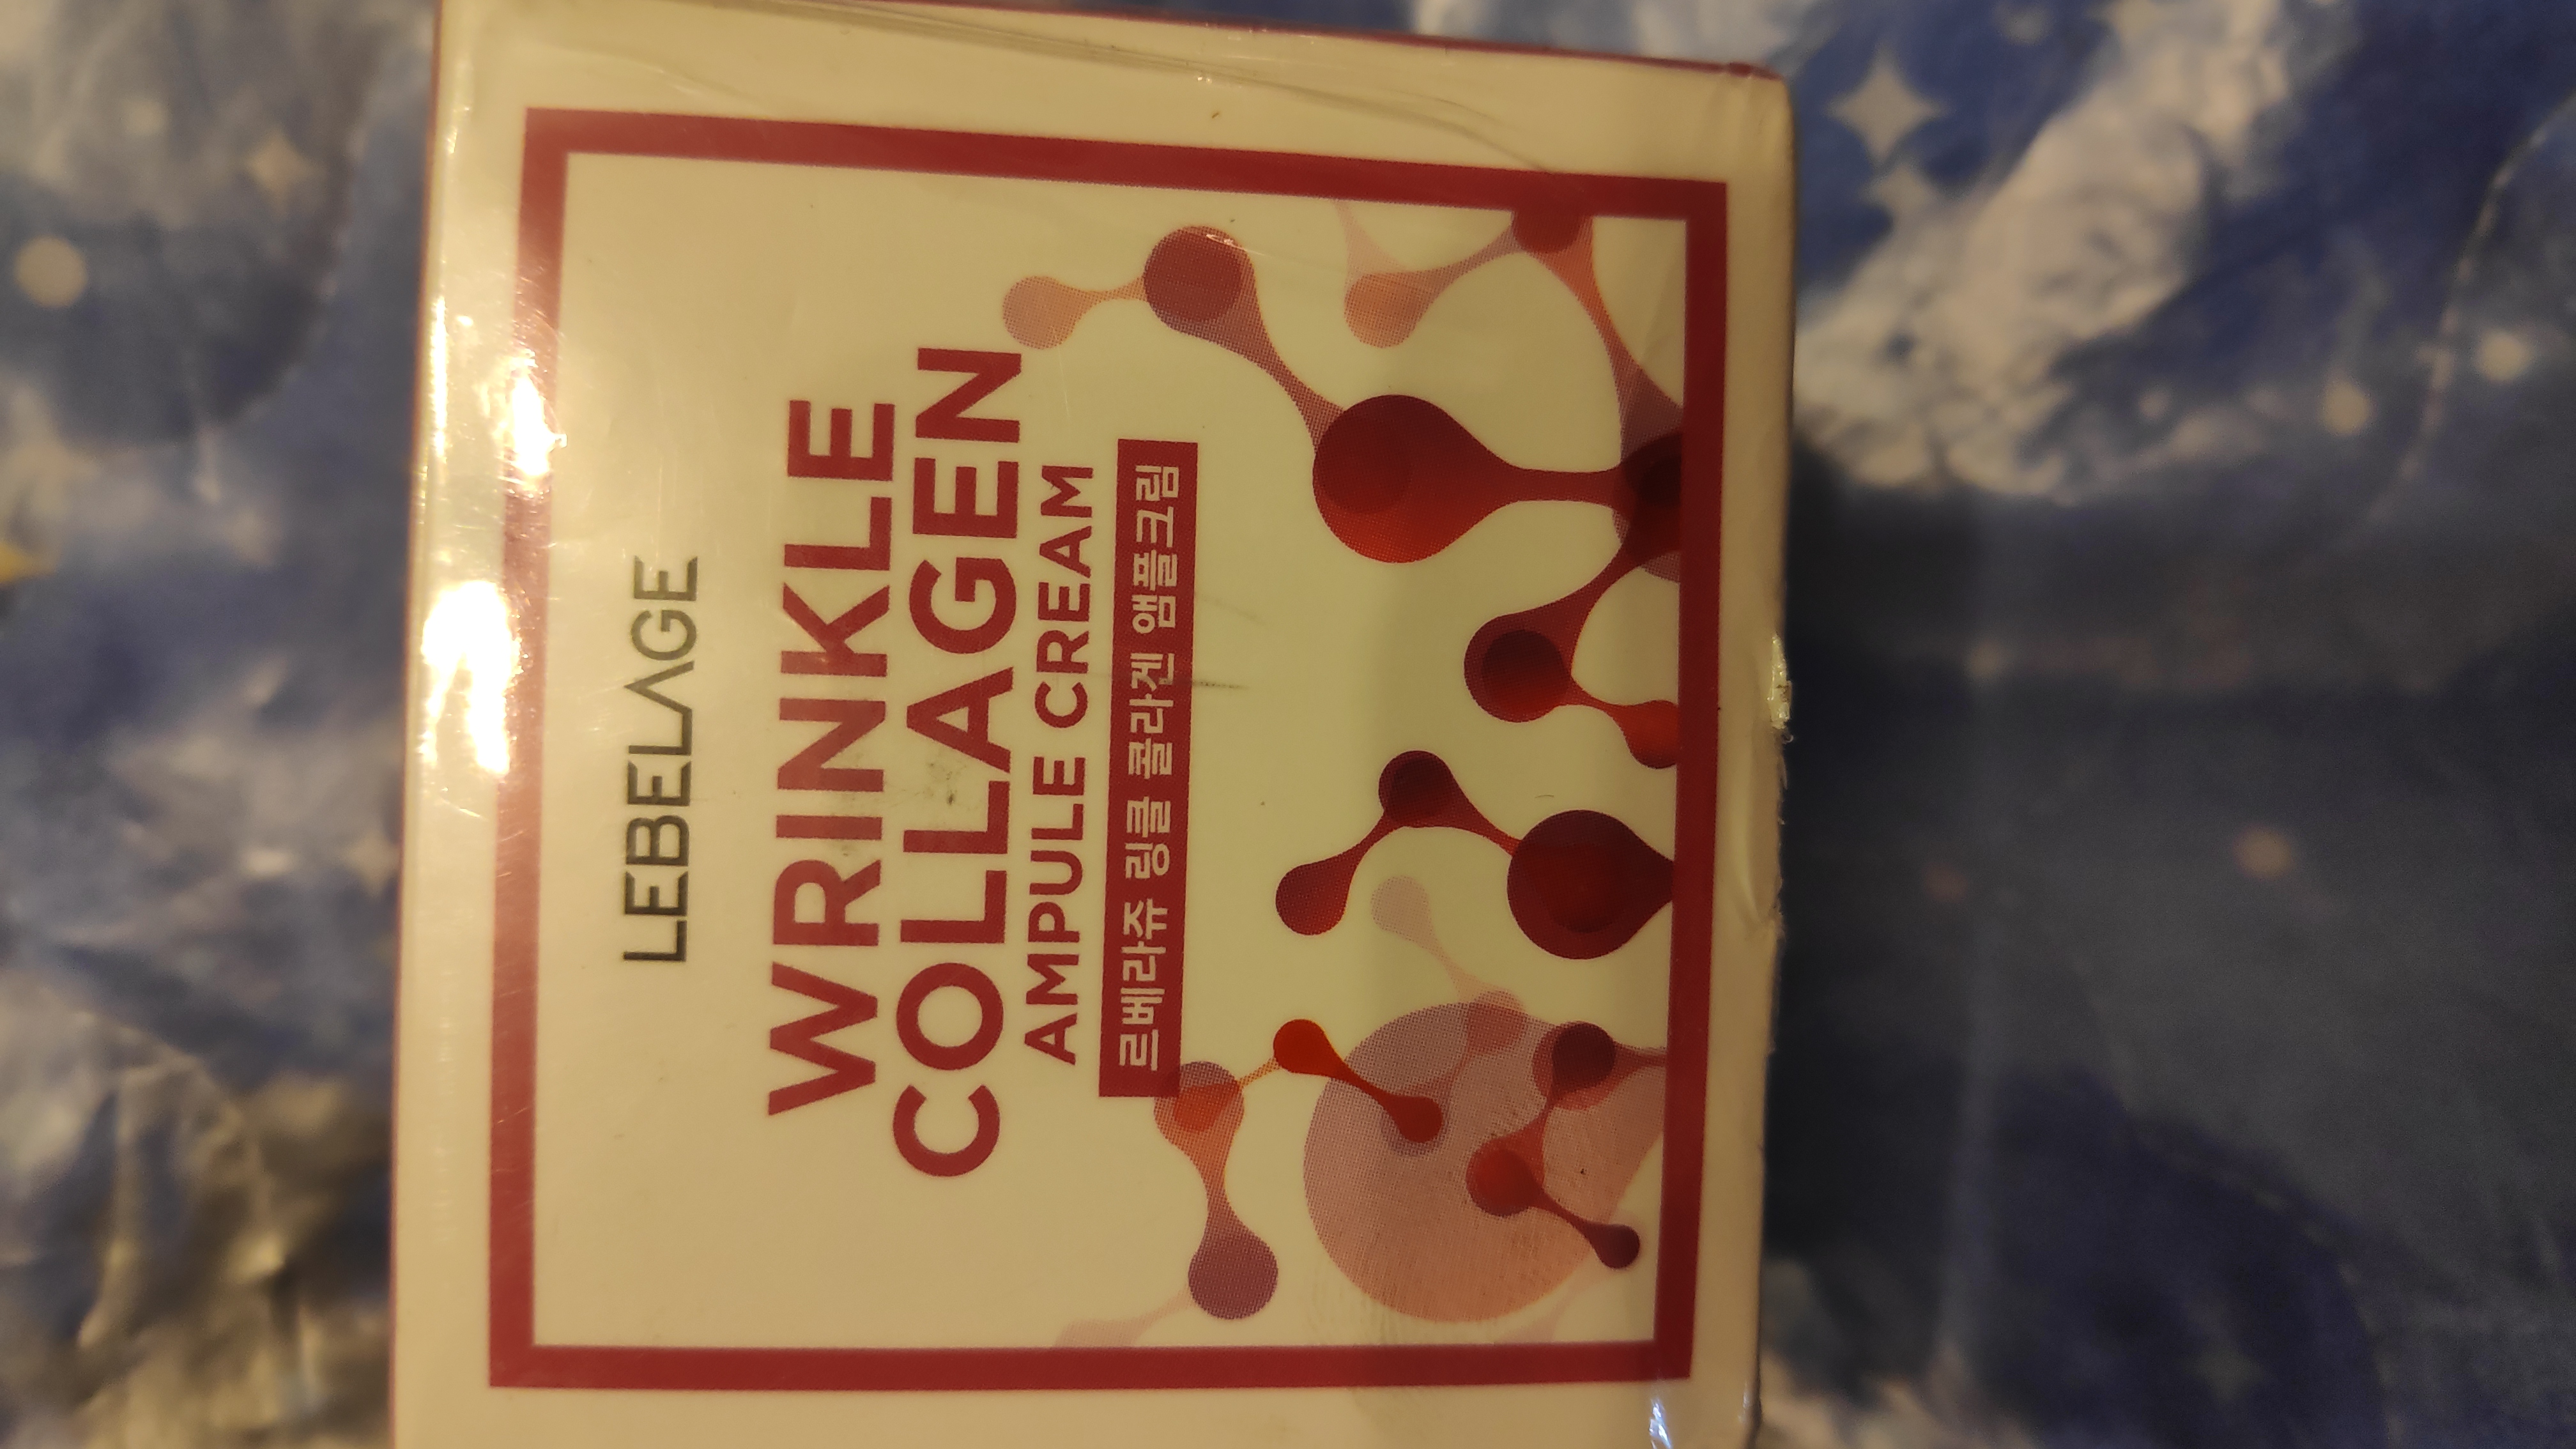 LEBELAGE
WRINKLE
COLLAGEN
AMPULE CREAM
르베라쥬 링클 콜라겐 앰플크림